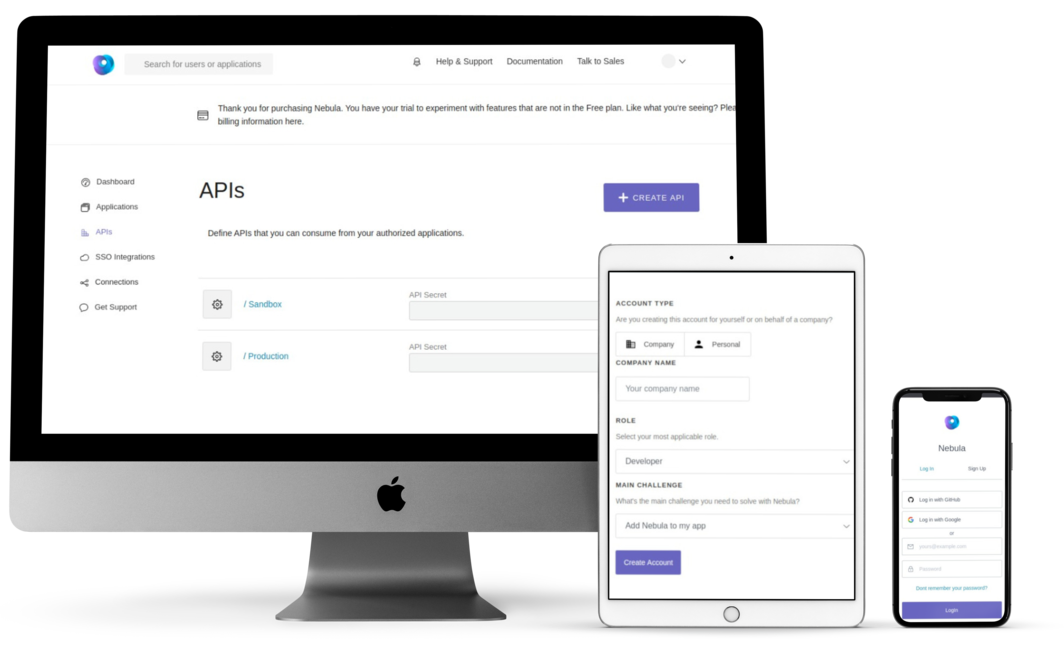 Search for users or applications
Help & Support
Documentation
Talk to Sales
Thank you for purchasing Nebula. You have your trial to experiment with features that are not in the Free plan. Like what you're seeing? Plea
billing information here.
Dashboard
Applications
APIs
SSO Integrations
Connections
Get Support
APIs
+ CREATE API
Define APIs that you can consume from your authorized applications.
/ Sandbox
API Secret
/ Production
API Secret
ACCOUNT TYPE
Are you creating this account for yourself or on behalf of a company?
Company
Personal
COMPANY NAME
Your company name
ROLE
Select your most applicable role.
Developer
MAIN CHALLENGE
What's the main challenge you need to solve with Nebula?
Add Nebula to my app
Create Account
Nebula
Log in
Sign Up
Log in with GitHub
Log in with Google
or
yours@example.com
Password
Dont remember your password?
Login